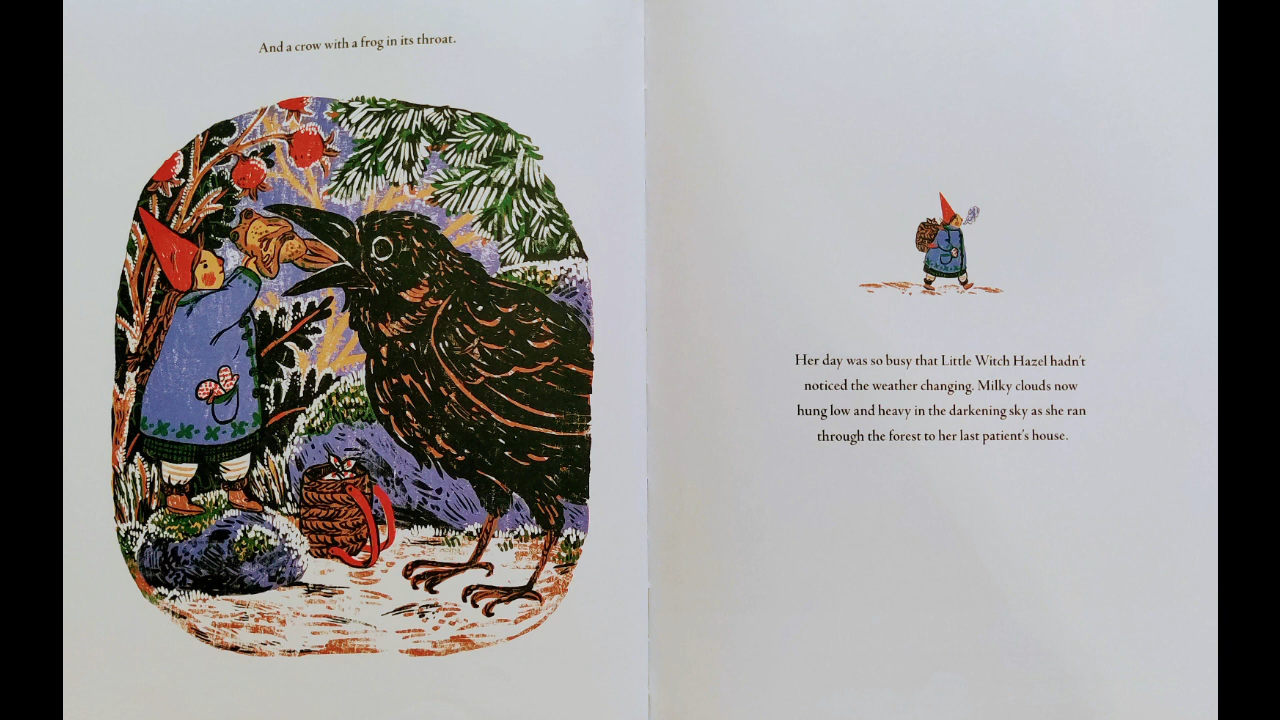 And a crow with a frog in its throat.
Her day was so busy that Little Witch Hazel hadn't
noticed the weather changing. Milky clouds now
hung low and heavy in the darkening sky as she ran
through the forest to her last patient's house.